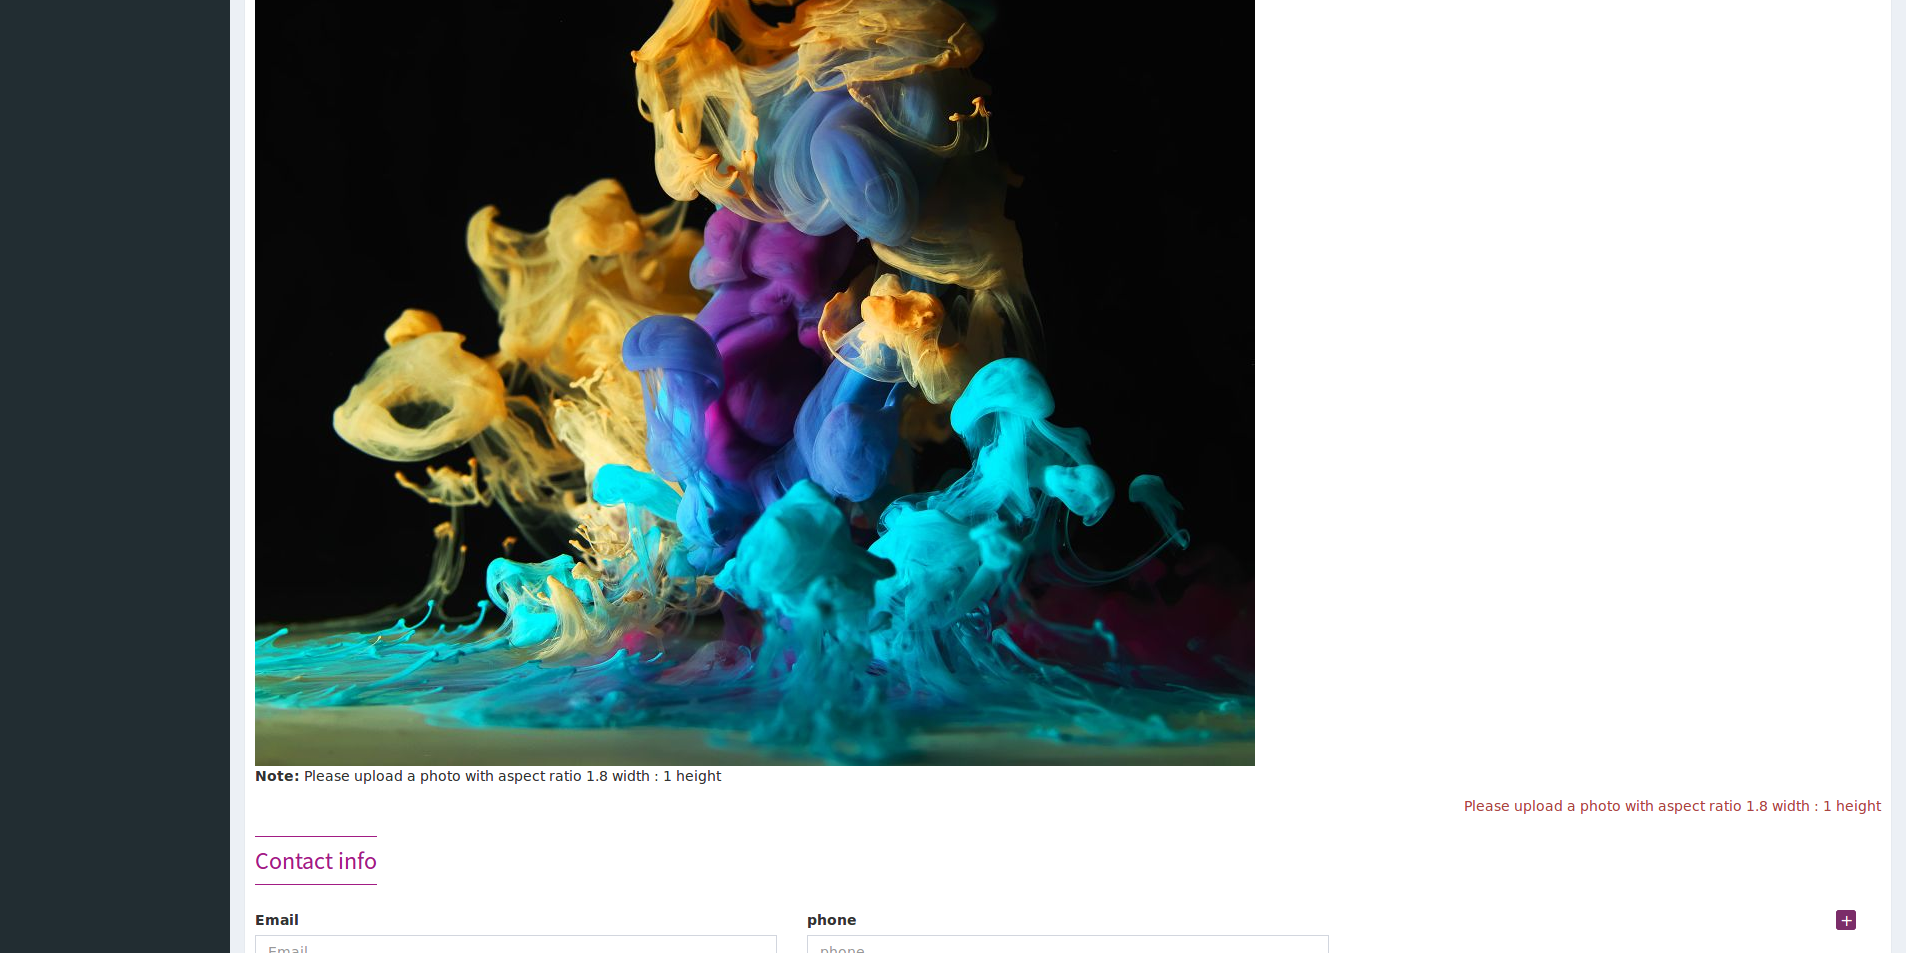 Note: Please upload a photo with aspect ratio 1.8 width : 1 height
Please upload a photo with aspect ratio 1.8 width : 1 height
Contact info
Email
phone
Email
phone